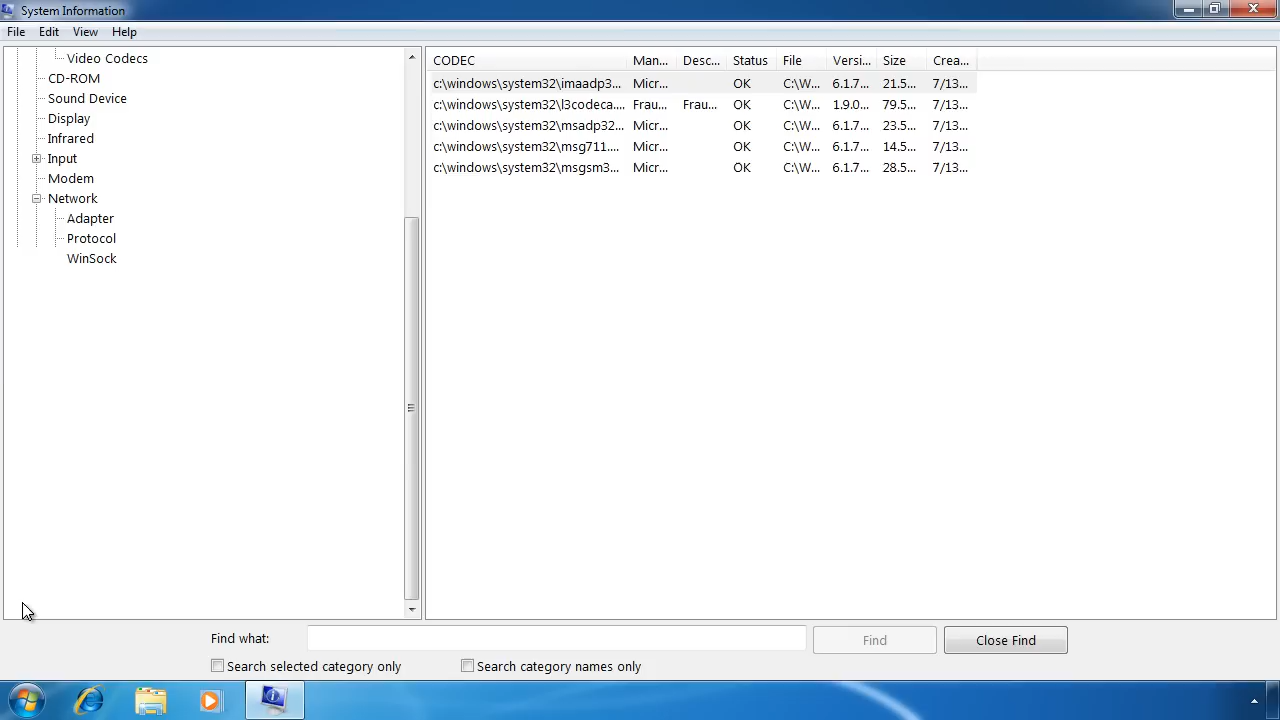 System Information
File Edit View Help
Video Codecs
CD-ROM
Sound Device
Display
Infrared
Input
Modem
Network
Adapter
Protocol
WinSock
CODEC Man... Desc... Status File Versi... Size Crea...
c:\windows\system32\imaadp3... Micr... OK C:\W... 6.1.7... 21.5... 7/13...
c:\windows\system32\l3codeca.... Frau... Frau... OK C:\W... 1.9.0... 79.5... 7/13...
c:\windows\system32\msadp32... Micr... OK C:\W... 6.1.7... 23.5... 7/13...
c:\windows\system32\msg711.... Micr... OK C:\W... 6.1.7... 14.5... 7/13...
c:\windows\system32\msgsm3... Micr... OK C:\W... 6.1.7... 28.5... 7/13...
Find what: Find Close Find
Search selected category only Search category names only